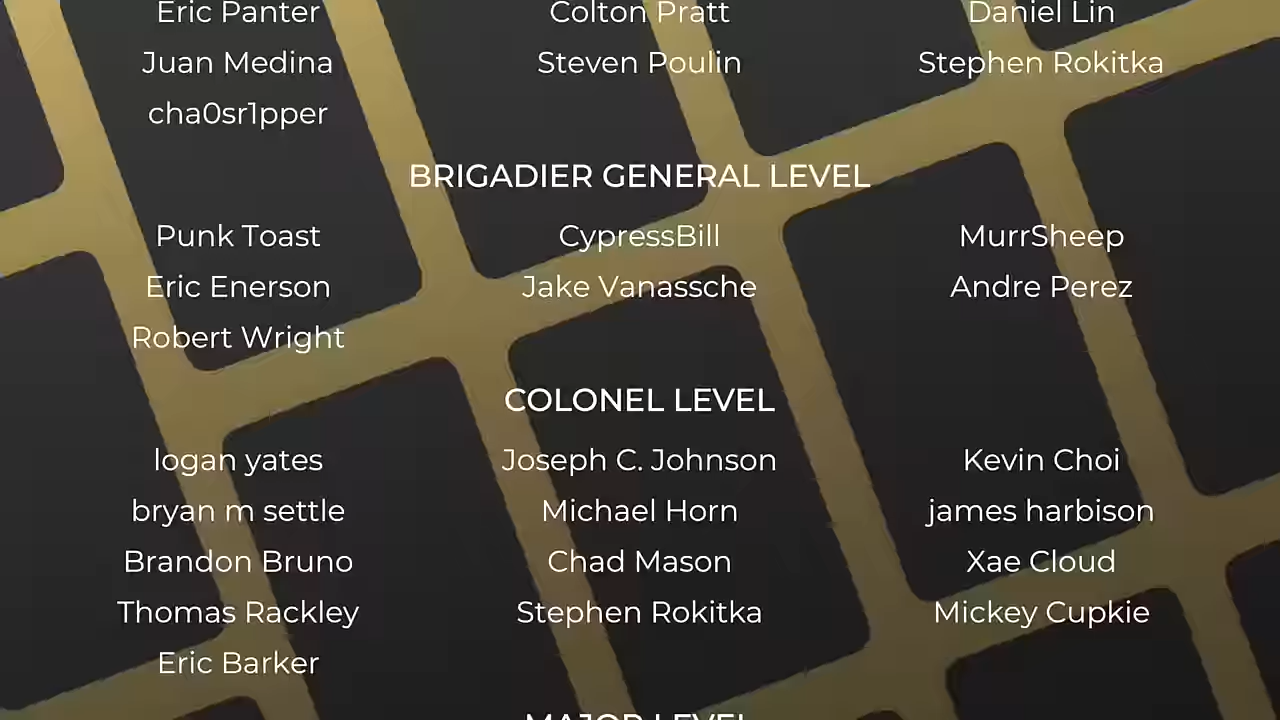 Eric Panter Colton Pratt Daniel Lin
Juan Medina Steven Poulin Stephen Rokitka
cha0sr1pper
BRIGADIER GENERAL LEVEL
Punk Toast CypressBill MurrSheep
Eric Enerson Jake Vanassche Andre Perez
Robert Wright
COLONEL LEVEL
logan yates Joseph C. Johnson Kevin Choi
bryan m settle Michael Horn james harbison
Brandon Bruno Chad Mason Xae Cloud
Thomas Rackley Stephen Rokitka Mickey Cupkie
Eric Barker
MAJOR LEVEL